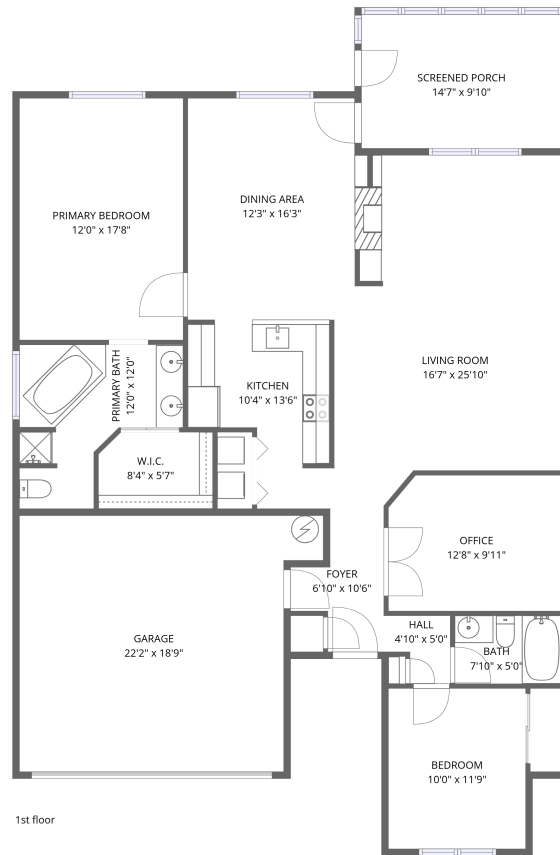 SCREENED PORCH
14'7" x 9'10"
PRIMARY BEDROOM
12'0" x 17'8"
DINING AREA
12'3" x 16'3"
LIVING ROOM
16'7" x 25'10"
PRIMARY BATH
12'0" x 12'0"
KITCHEN
10'4" x 13'6"
W.I.C.
8'4" x 5'7"
OFFICE
12'8" x 9'11"
FOYER
6'10" x 10'6"
HALL
4'10" x 5'0"
BATH
7'10" x 5'0"
GARAGE
22'2" x 18'9"
BEDROOM
10'0" x 11'9"
1st floor